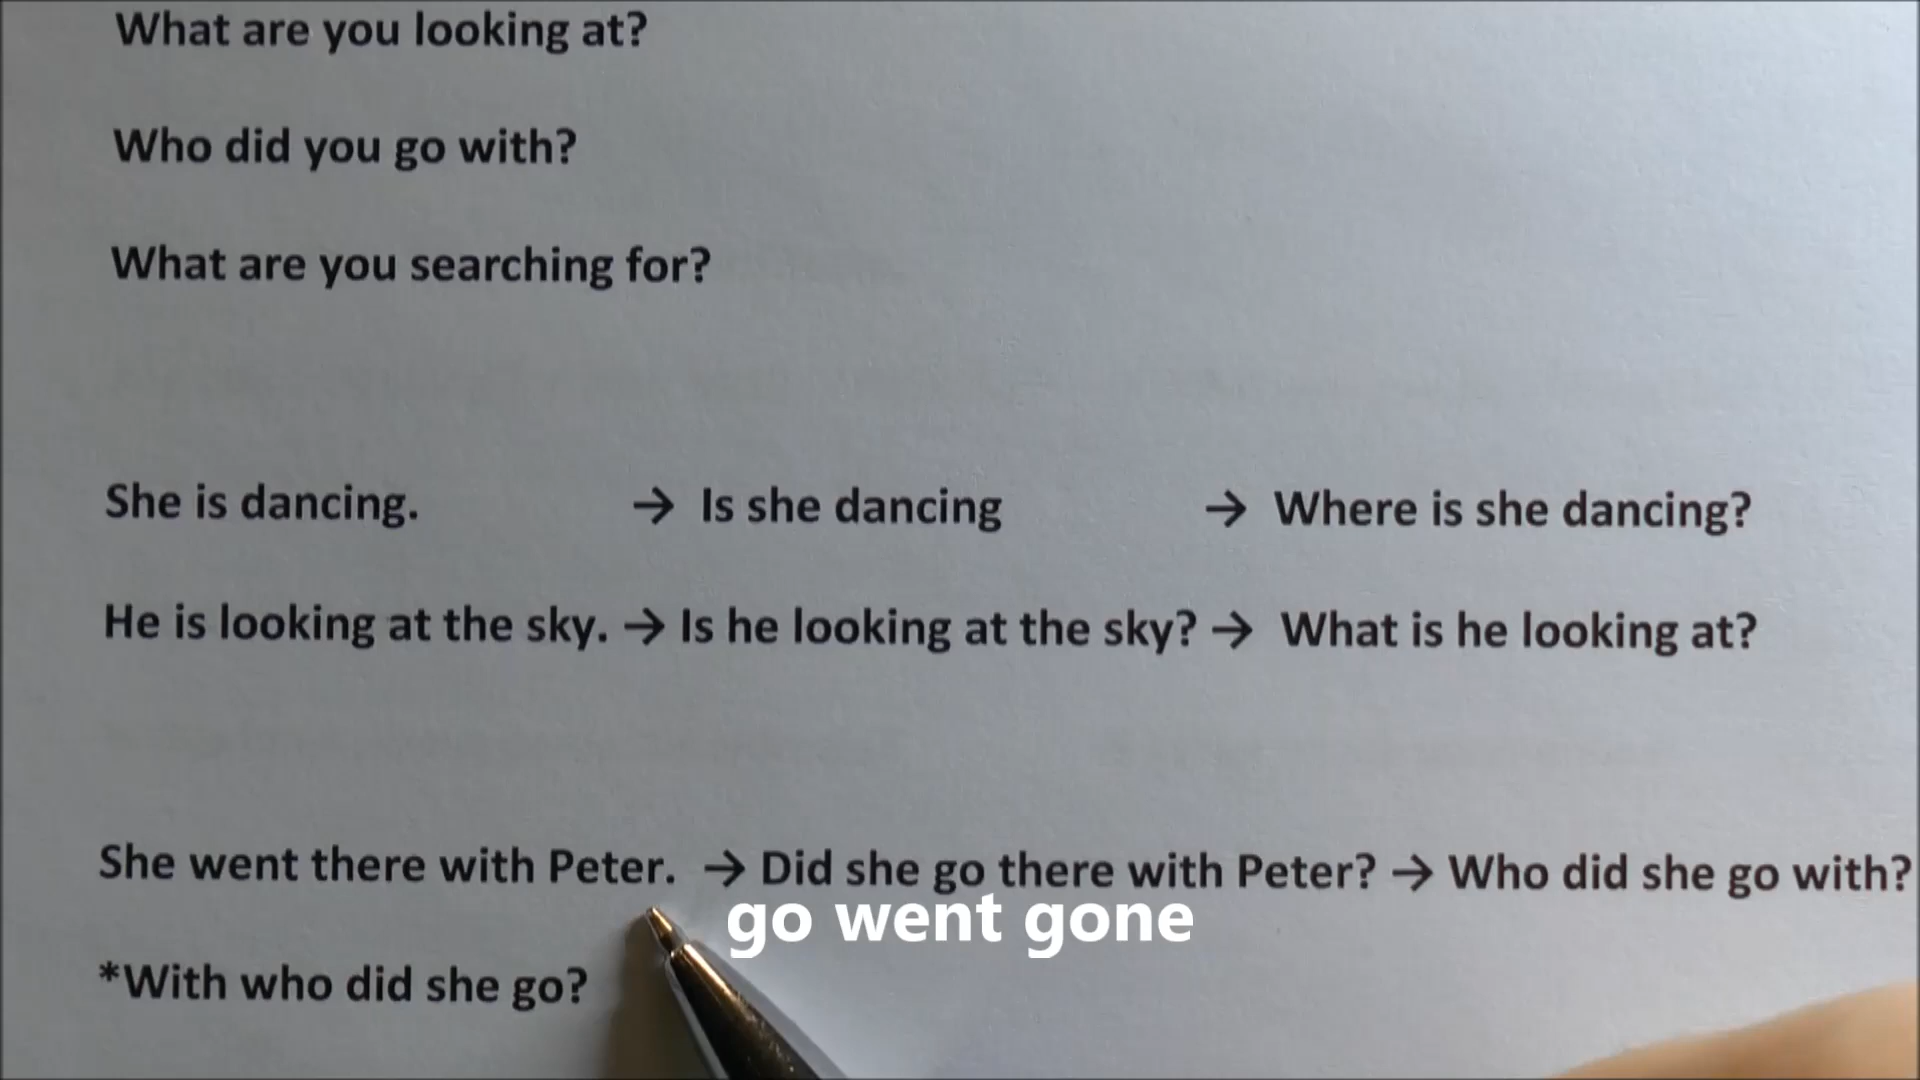 What are you looking at?
Who did you go with?
What are you searching for?
She is dancing. → Is she dancing → Where is she dancing?
He is looking at the sky. → Is he looking at the sky? → What is he looking at?
She went there with Peter. → Did she go there with Peter? → Who did she go with?
go went gone
*With who did she go?